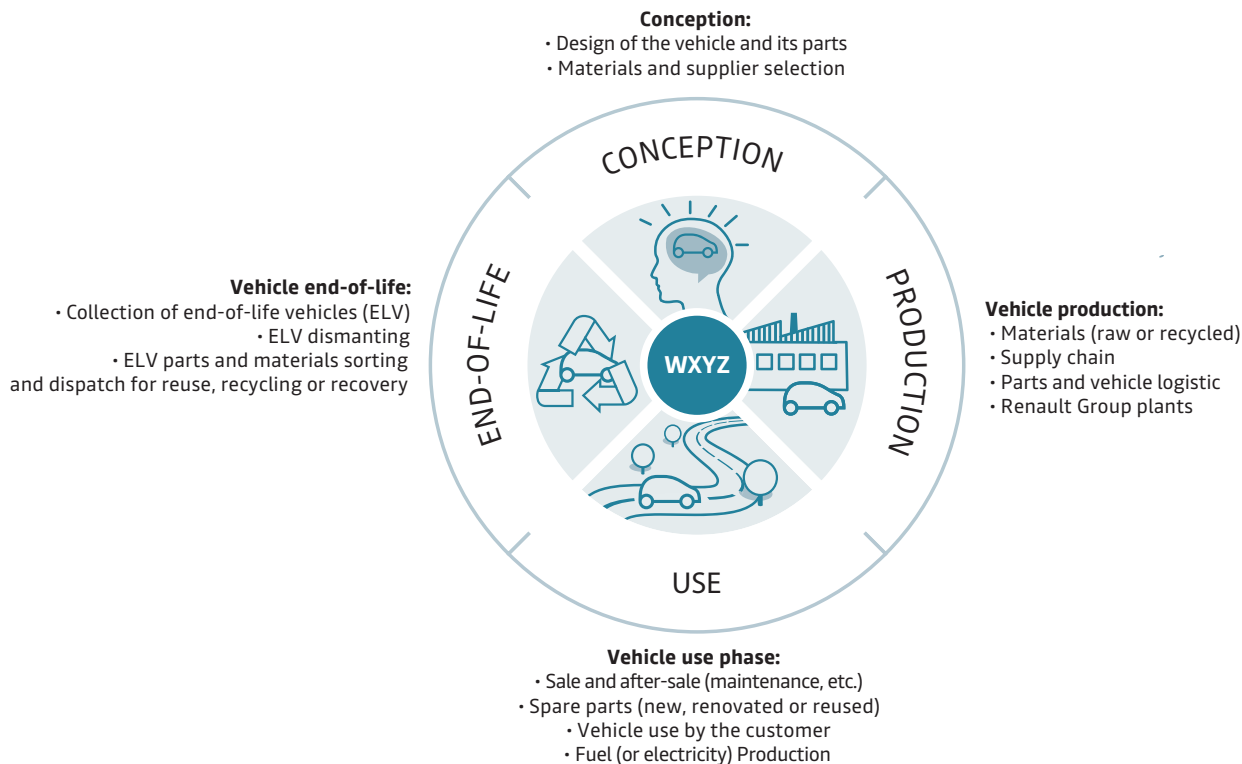 Conception:
• Design of the vehicle and its parts
• Materials and supplier selection
CONCEPTION
PRODUCTION
USE
END-OF-LIFE
WXYZ
Vehicle end-of-life:
• Collection of end-of-life vehicles (ELV)
• ELV dismanting
• ELV parts and materials sorting
and dispatch for reuse, recycling or recovery
Vehicle production:
• Materials (raw or recycled)
• Supply chain
• Parts and vehicle logistic
• Renault Group plants
Vehicle use phase:
• Sale and after-sale (maintenance, etc.)
• Spare parts (new, renovated or reused)
• Vehicle use by the customer
• Fuel (or electricity) Production